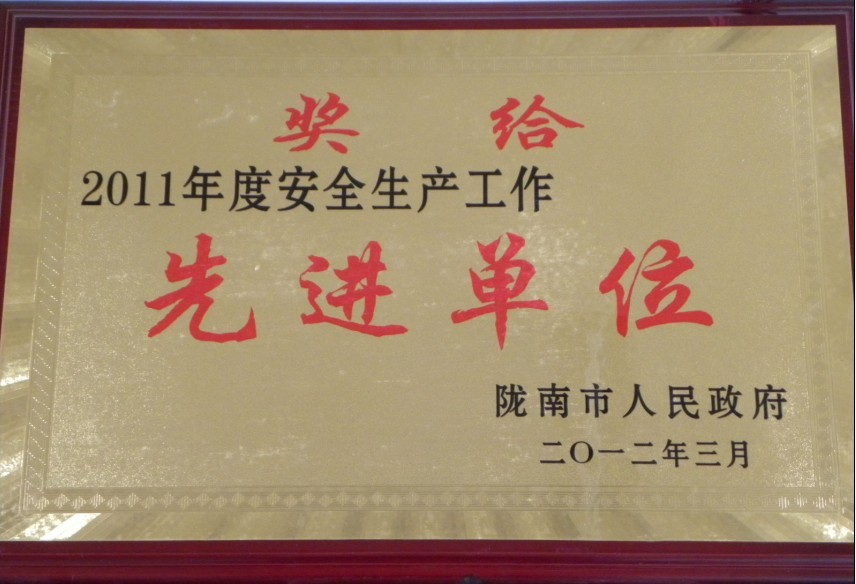 奖给
2011年度安全生产工作
先进单位
陇南市人民政府
二〇一二年三月